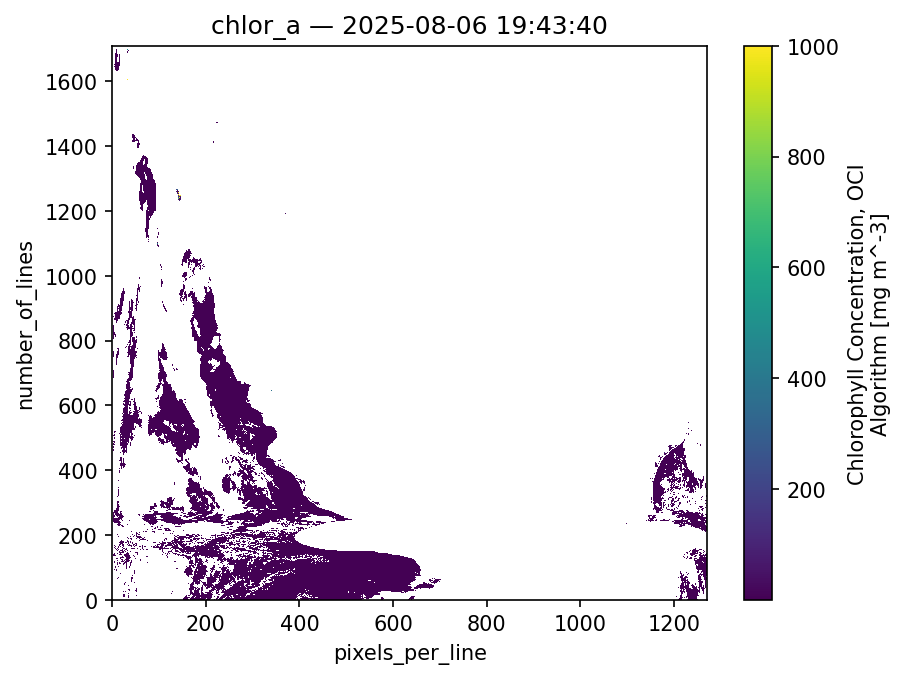 chlor_a — 2025-08-06 19:43:40
1600
1400
1200
1000
800
600
400
200
0
number_of_lines
0 200 400 600 800 1000 1200
pixels_per_line
1000
800
600
400
200
Chlorophyll Concentration, OCI
Algorithm [mg m^-3]